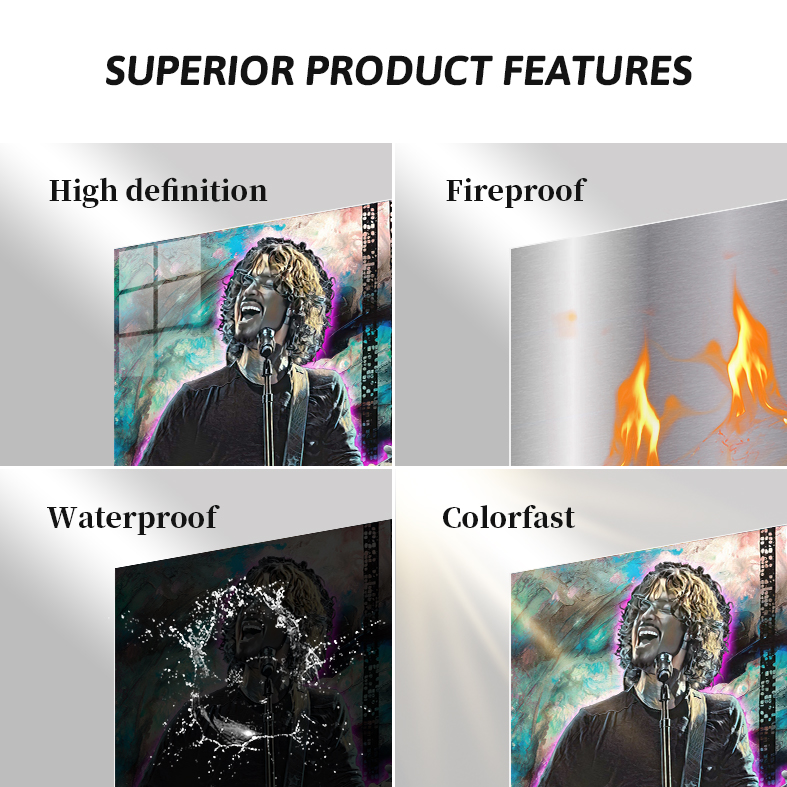 SUPERIOR PRODUCT FEATURES
High definition
Fireproof
Waterproof
Colorfast